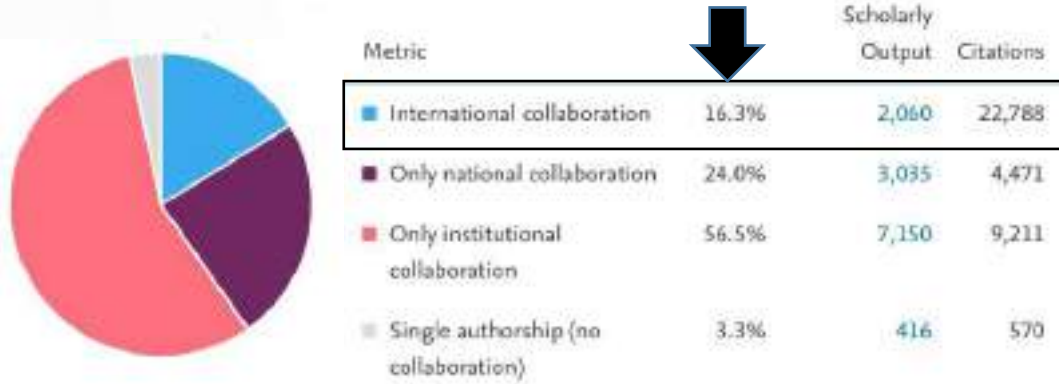 Scholarly
Metric Output Citations
International collaboration 16.3% 2,060 22,788
Only national collaboration 24.0% 3,035 4,471
Only institutional 56.5% 7,150 9,211
collaboration
Single authorship (no 3.3% 416 570
collaboration)